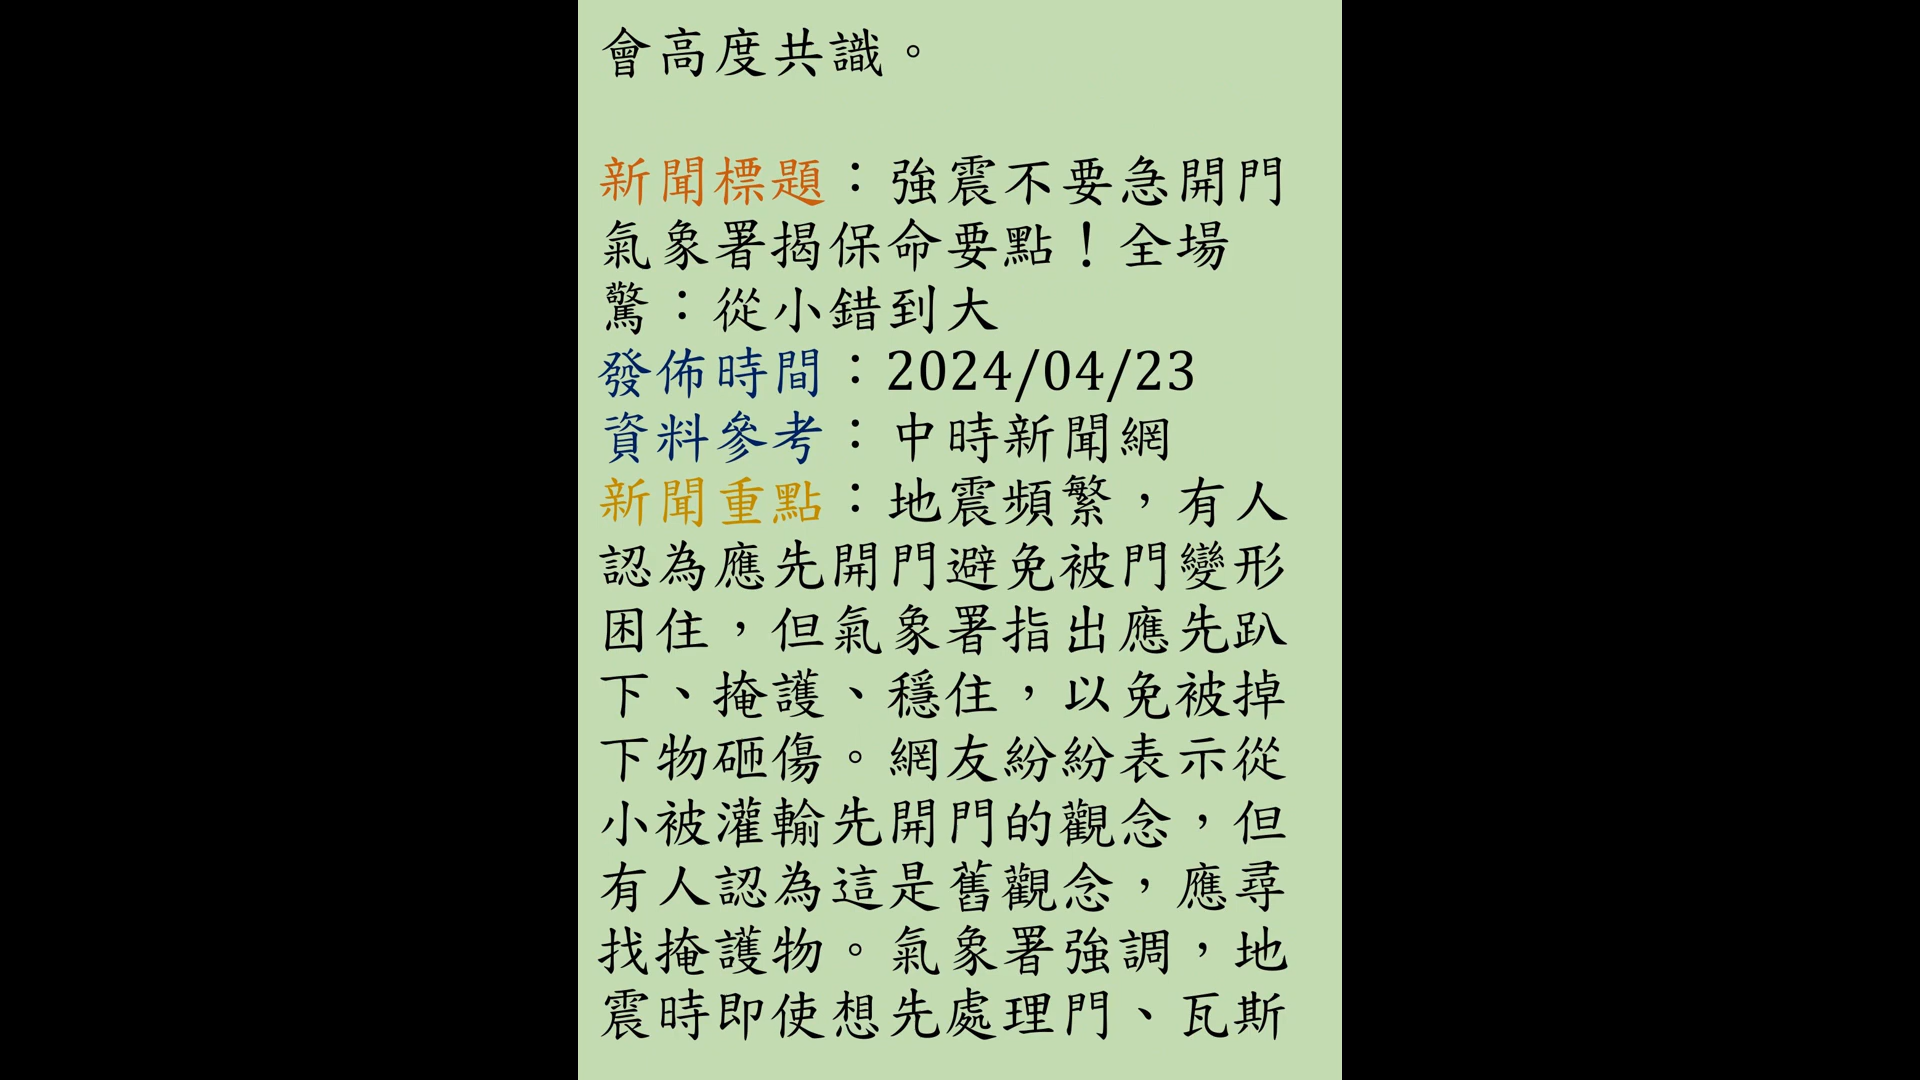 會高度共識。
新聞標題：強震不要急開門
氣象署揭保命要點！全場
驚：從小錯到大
發佈時間：2024/04/23
資料參考：中時新聞網
新聞重點：地震頻繁，有人
認為應先開門避免被門變形
困住，但氣象署指出應先趴
下、掩護、穩住，以免被掉
下物砸傷。網友紛紛表示從
小被灌輸先開門的觀念，但
有人認為這是舊觀念，應尋
找掩護物。氣象署強調，地
震時即使想先處理門、瓦斯